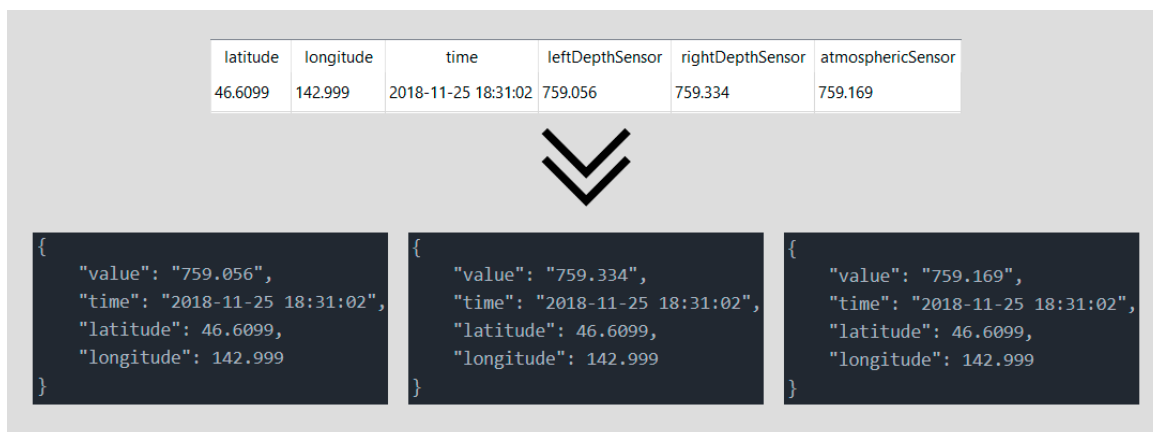 latitude longitude time leftDepthSensor rightDepthSensor atmosphericSensor
46.6099 142.999 2018-11-25 18:31:02 759.056 759.334 759.169
{
"value": "759.056",
"time": "2018-11-25 18:31:02",
"latitude": 46.6099,
"longitude": 142.999
}
{
"value": "759.334",
"time": "2018-11-25 18:31:02",
"latitude": 46.6099,
"longitude": 142.999
}
{
"value": "759.169",
"time": "2018-11-25 18:31:02",
"latitude": 46.6099,
"longitude": 142.999
}